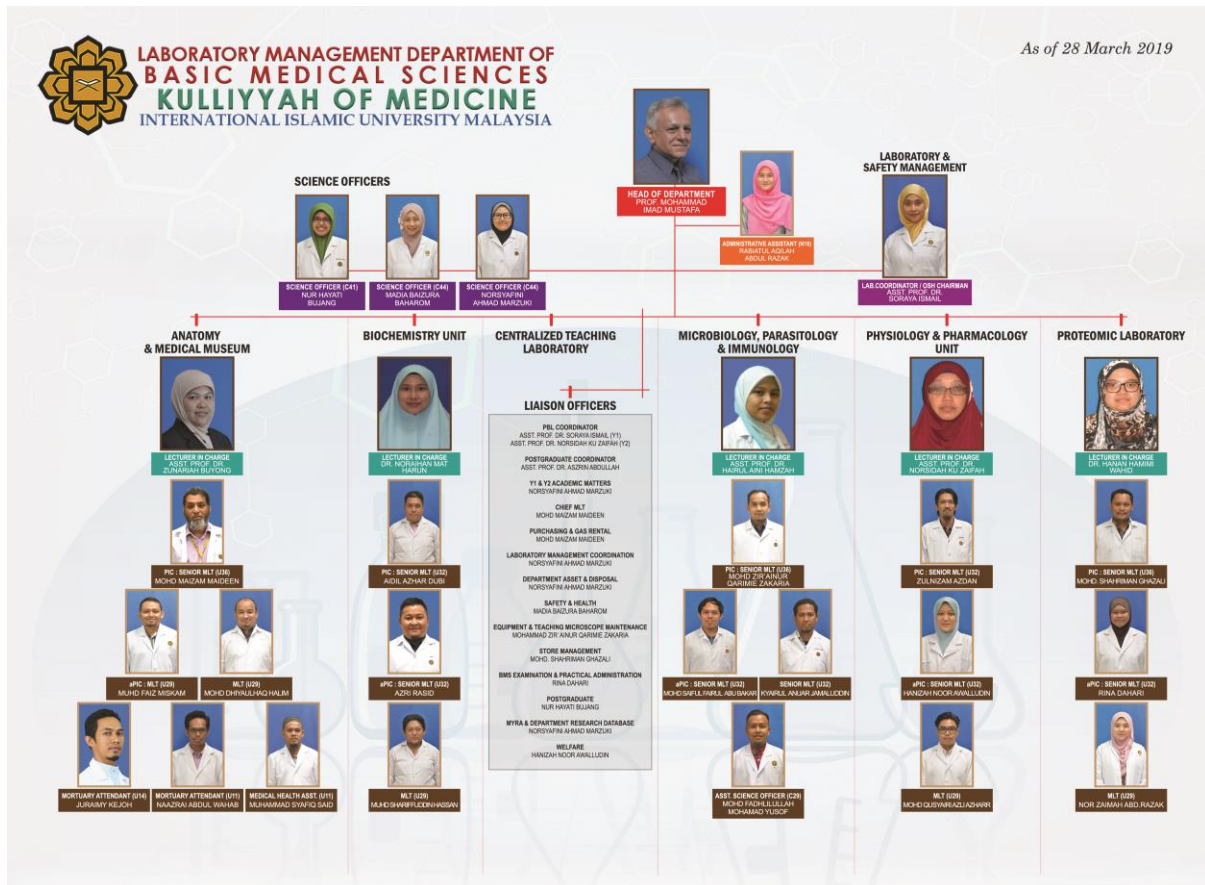 LABORATORY MANAGEMENT DEPARTMENT OF
BASIC MEDICAL SCIENCES
KULLIYYAH OF MEDICINE
INTERNATIONAL ISLAMIC UNIVERSITY MALAYSIA
As of 28 March 2019
HEAD OF DEPARTMENT
PROF. MOHAMMAD
IMAD MUSTAFA
ADMINISTRATIVE ASSISTANT (N19)
RABIATUL AQILAH
ABDUL RAZAK
LABORATORY &
SAFETY MANAGEMENT
LAB.COORDINATOR / OSH CHAIRMAN
ASST. PROF. DR.
SORAYA ISMAIL
SCIENCE OFFICERS
SCIENCE OFFICER (C41)
NUR HAYATI
BUJANG
SCIENCE OFFICER (C44)
MADIA BAIZURA
BAHAROM
SCIENCE OFFICER (C44)
NORSYAFINI
AHMAD MARZUKI
ANATOMY
& MEDICAL MUSEUM
LECTURER IN CHARGE
ASST. PROF. DR.
ZUNARIAH BUYONG
PIC : SENIOR MLT (U36)
MOHD MAIZAM MAIDEEN
aPIC : MLT (U29)
MUHD FAIZ MISKAM
MLT (U29)
MOHD DHIYAULHAQ HALIM
MORTUARY ATTENDANT (U14)
JURAIMY KEJOH
MORTUARY ATTENDANT (U11)
NAAZRAI ABDUL WAHAB
MEDICAL HEALTH ASST. (U11)
MUHAMMAD SYAFIQ SAID
BIOCHEMISTRY UNIT
LECTURER IN CHARGE
DR. NORAIHAN MAT
HARUN
PIC : SENIOR MLT (U32)
AIDIL AZHAR DUBI
aPIC : SENIOR MLT (U32)
AZRI RASID
MLT (U29)
MUHD SHARIFFUDDIN HASSAN
CENTRALIZED TEACHING
LABORATORY
LIAISON OFFICERS
PBL COORDINATOR
ASST. PROF. DR. SORAYA ISMAIL (Y1)
ASST. PROF. DR. NORSIDAH KU ZAIFAH (Y2)
POSTGRADUATE COORDINATOR
ASST. PROF. DR. ASZRIN ABDULLAH
Y1 & Y2 ACADEMIC MATTERS
NORSYAFINI AHMAD MARZUKI
CHIEF MLT
MOHD MAIZAM MAIDEEN
PURCHASING & GAS RENTAL
MOHD MAIZAM MAIDEEN
LABORATORY MANAGEMENT COORDINATION
NORSYAFINI AHMAD MARZUKI
DEPARTMENT ASSET & DISPOSAL
NORSYAFINI AHMAD MARZUKI
SAFETY & HEALTH
MADIA BAIZURA BAHAROM
EQUIPMENT & TEACHING MICROSCOPE MAINTENANCE
MOHAMMAD ZIR'AINUR QARIMIE ZAKARIA
STORE MANAGEMENT
MOHD. SHAHRIMAN GHAZALI
BMS EXAMINATION & PRACTICAL ADMINISTRATION
RINA DAHARI
POSTGRADUATE
NUR HAYATI BUJANG
MYRA & DEPARTMENT RESEARCH DATABASE
NORSYAFINI AHMAD MARZUKI
WELFARE
HANIZAH NOOR AWALLUDIN
MICROBIOLOGY, PARASITOLOGY
& IMMUNOLOGY
LECTURER IN CHARGE
ASST. PROF. DR.
HAIRUL AINI HAMZAH
PIC : SENIOR MLT (U36)
MOHD ZIR'AINUR
QARIMIE ZAKARIA
aPIC : SENIOR MLT (U32)
MOHD SAIFUL FAIRUL ABU BAKAR
SENIOR MLT (U32)
KYAIRUL ANUAR JAMALUDDIN
ASST. SCIENCE OFFICER (C29)
MOHD FADHLILULLAH
MOHAMAD YUSOF
PHYSIOLOGY & PHARMACOLOGY
UNIT
LECTURER IN CHARGE
ASST. PROF. DR.
NORSIDAH KU ZAIFAH
PIC : SENIOR MLT (U32)
ZULNIZAM AZDAN
aPIC : SENIOR MLT (U32)
HANIZAH NOOR AWALLUDIN
MLT (U29)
MOHD QUSYAIRI AZLI AZHARR
PROTEOMIC LABORATORY
LECTURER IN CHARGE
DR. HANAN HAMIMI
WAHID
PIC : SENIOR MLT (U36)
MOHD. SHAHRIMAN GHAZALI
aPIC : SENIOR MLT (U32)
RINA DAHARI
MLT (U29)
NOR ZAIMAH ABD.RAZAK